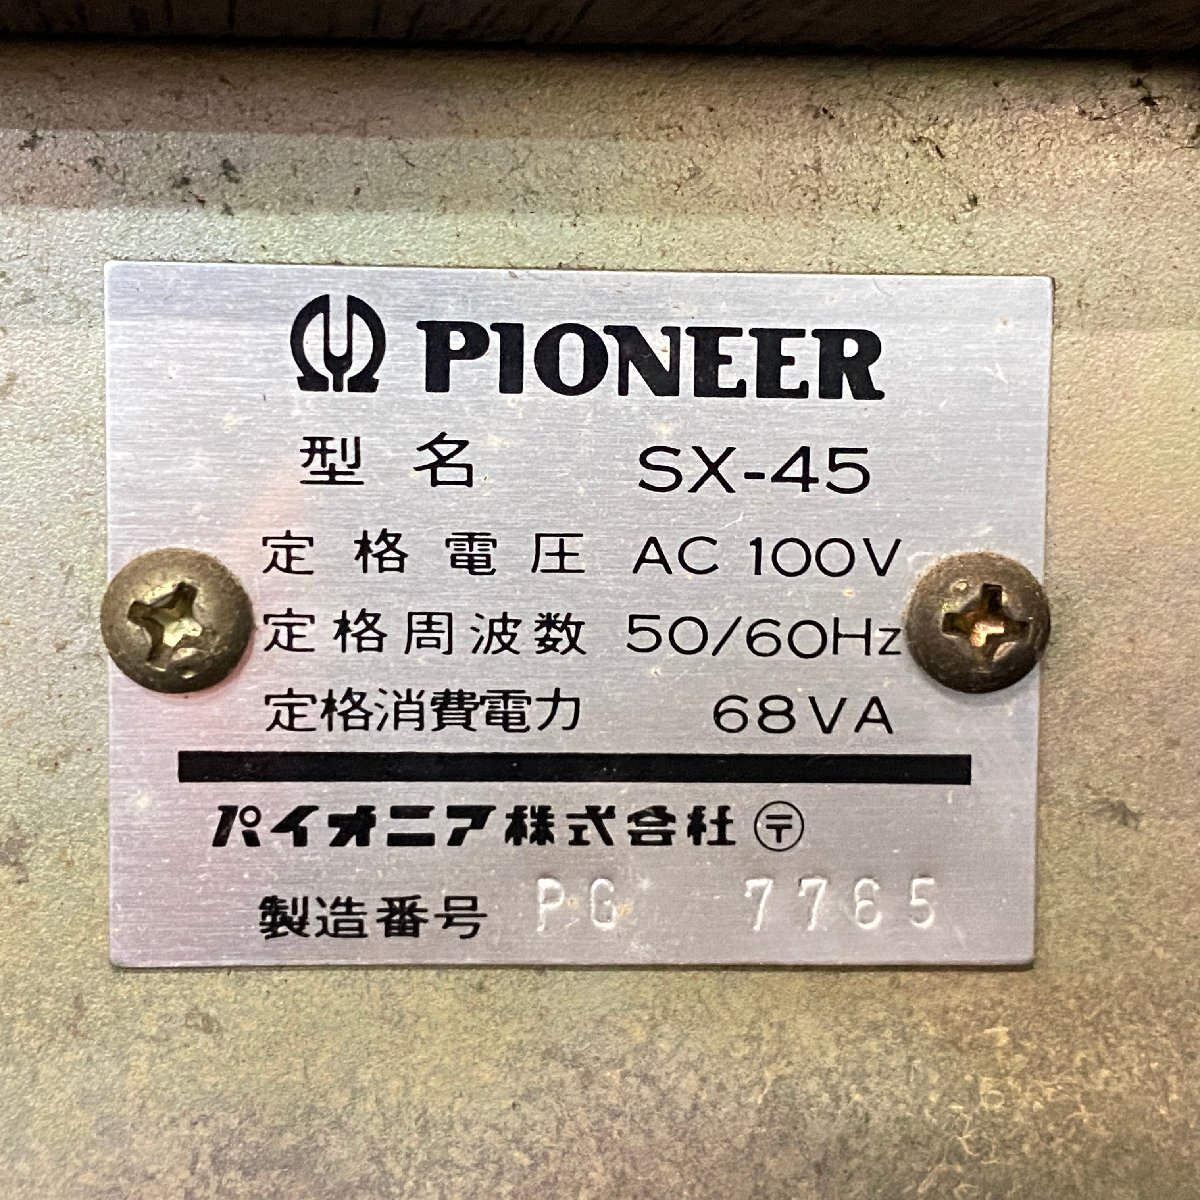 PIONEER
型名 SX-45
定格電圧 AC 100V
定格周波数 50/60Hz
定格消費電力 68VA
パイオニア株式会社 〒
製造番号 PG 7765